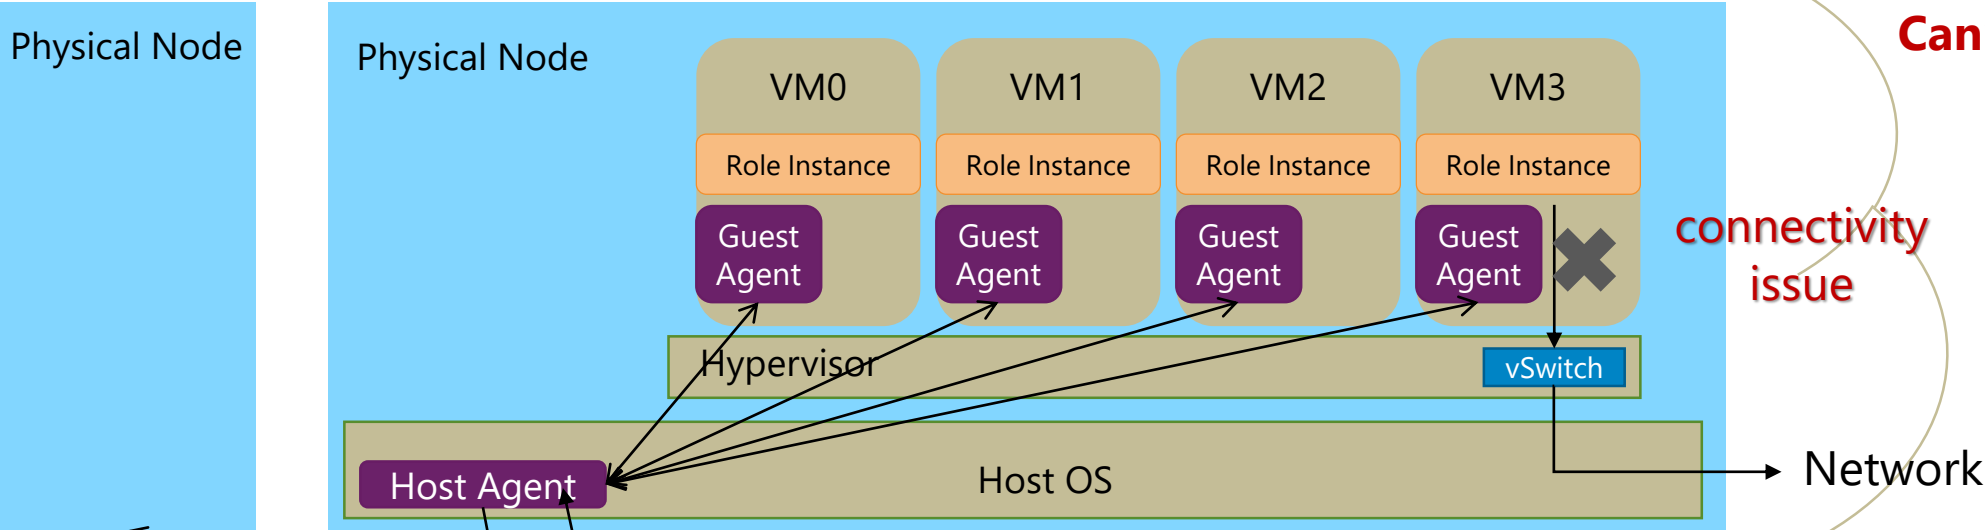 Physical Node
Physical Node
Can
VM0
VM1
VM2
VM3
Role Instance
Role Instance
Role Instance
Role Instance
Guest
Agent
Guest
Agent
Guest
Agent
Guest
Agent
connectivity
issue
Hypervisor
vSwitch
Host Agent
Host OS
Network